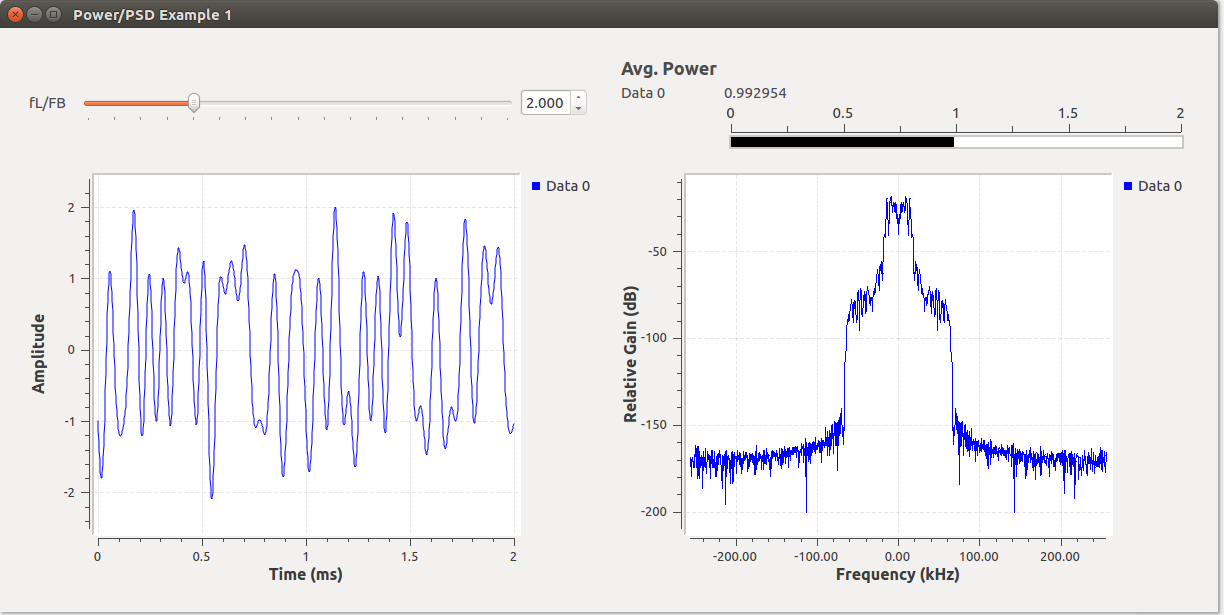 Power/PSD Example 1
fL/FB
2.000
Avg. Power
Data 0 0.992954
0 0.5 1 1.5 2
Data 0
Amplitude
2
1
0
-1
-2
0 0.5 1 1.5 2
Time (ms)
Data 0
Relative Gain (dB)
-50
-100
-150
-200
-200.00 -100.00 0.00 100.00 200.00
Frequency (kHz)